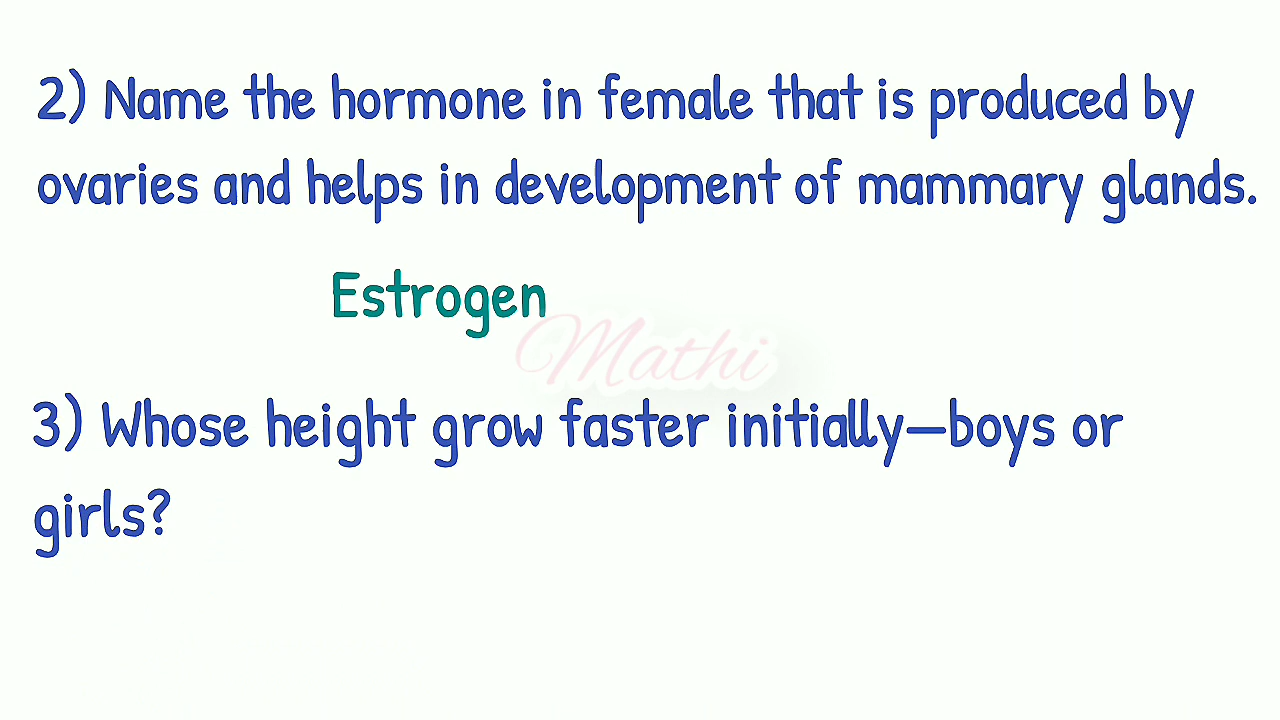 2) Name the hormone in female that is produced by
ovaries and helps in development of mammary glands.
Estrogen
Mathi
3) Whose height grow faster initially—boys or
girls?